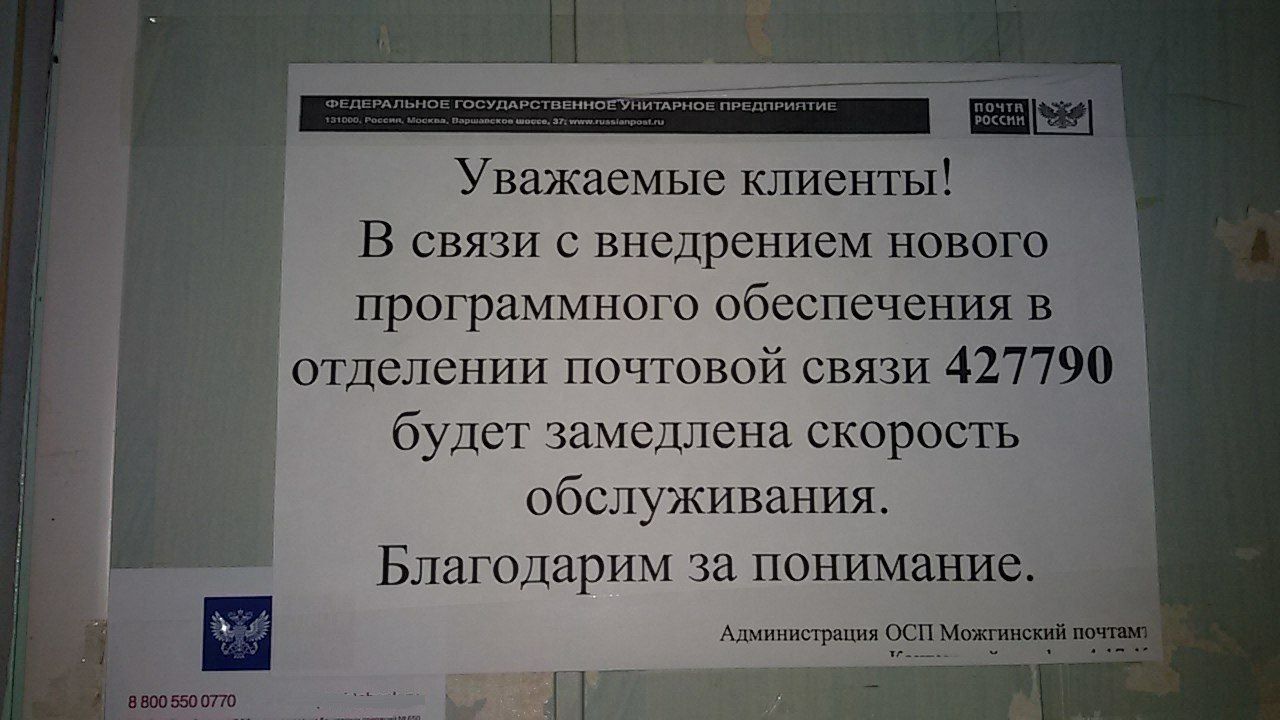 ФЕДЕРАЛЬНОЕ ГОСУДАРСТВЕННОЕ УНИТАРНОЕ ПРЕДПРИЯТИЕ
131000, Россия, Москва, Варшавское шоссе, 37; www.russianpost.ru
ПОЧТА
РОССИИ
Уважаемые клиенты!
В связи с внедрением нового
программного обеспечения в
отделении почтовой связи 427790
будет замедлена скорость
обслуживания.
Благодарим за понимание.
Администрация ОСП Можгинский почтамт
8 800 550 0770